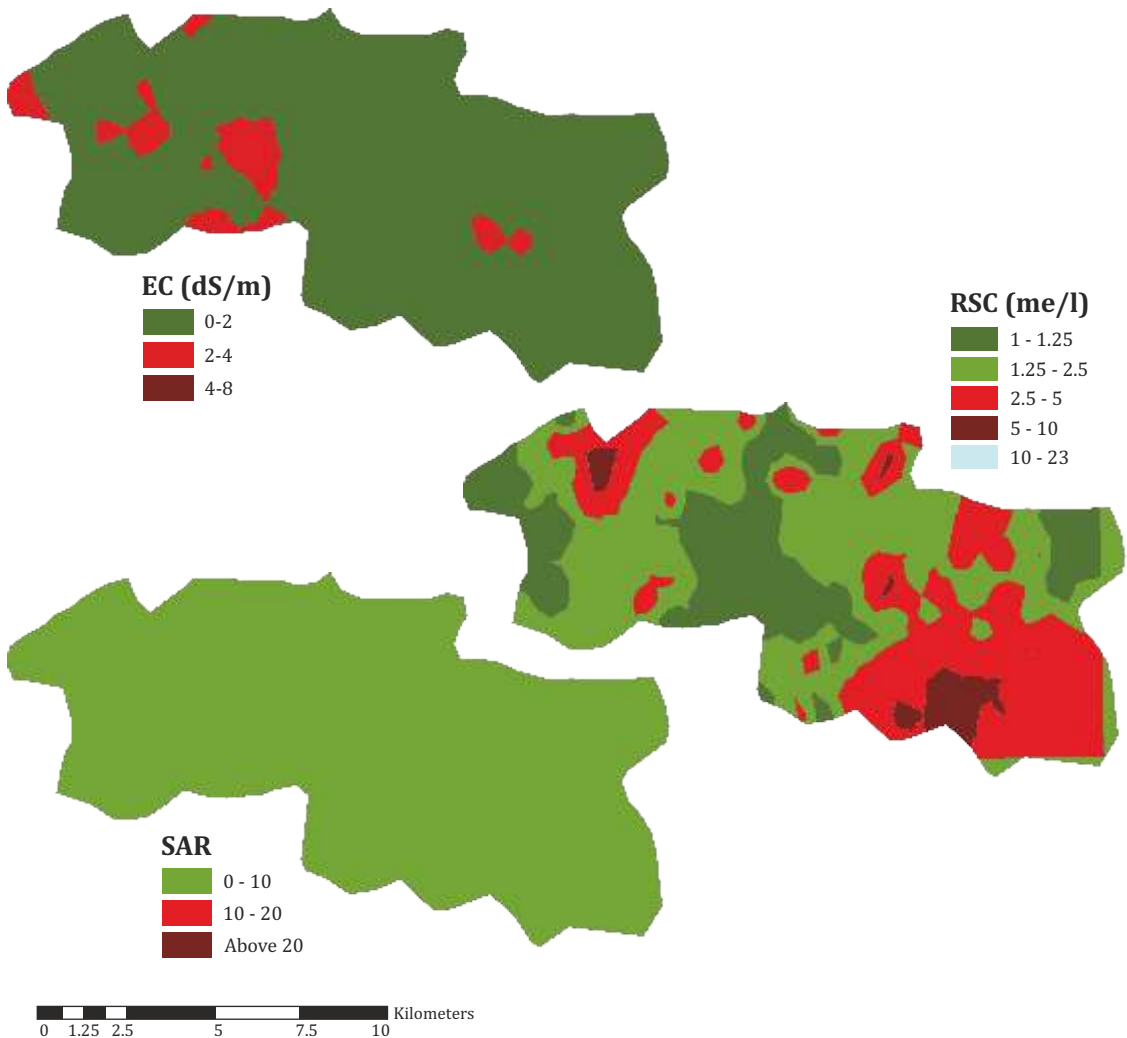 EC (dS/m)
0-2
2-4
4-8
RSC (me/l)
1 - 1.25
1.25 - 2.5
2.5 - 5
5 - 10
10 - 23
SAR
0 - 10
10 - 20
Above 20
Kilometers
0 1.25 2.5 5 7.5 10